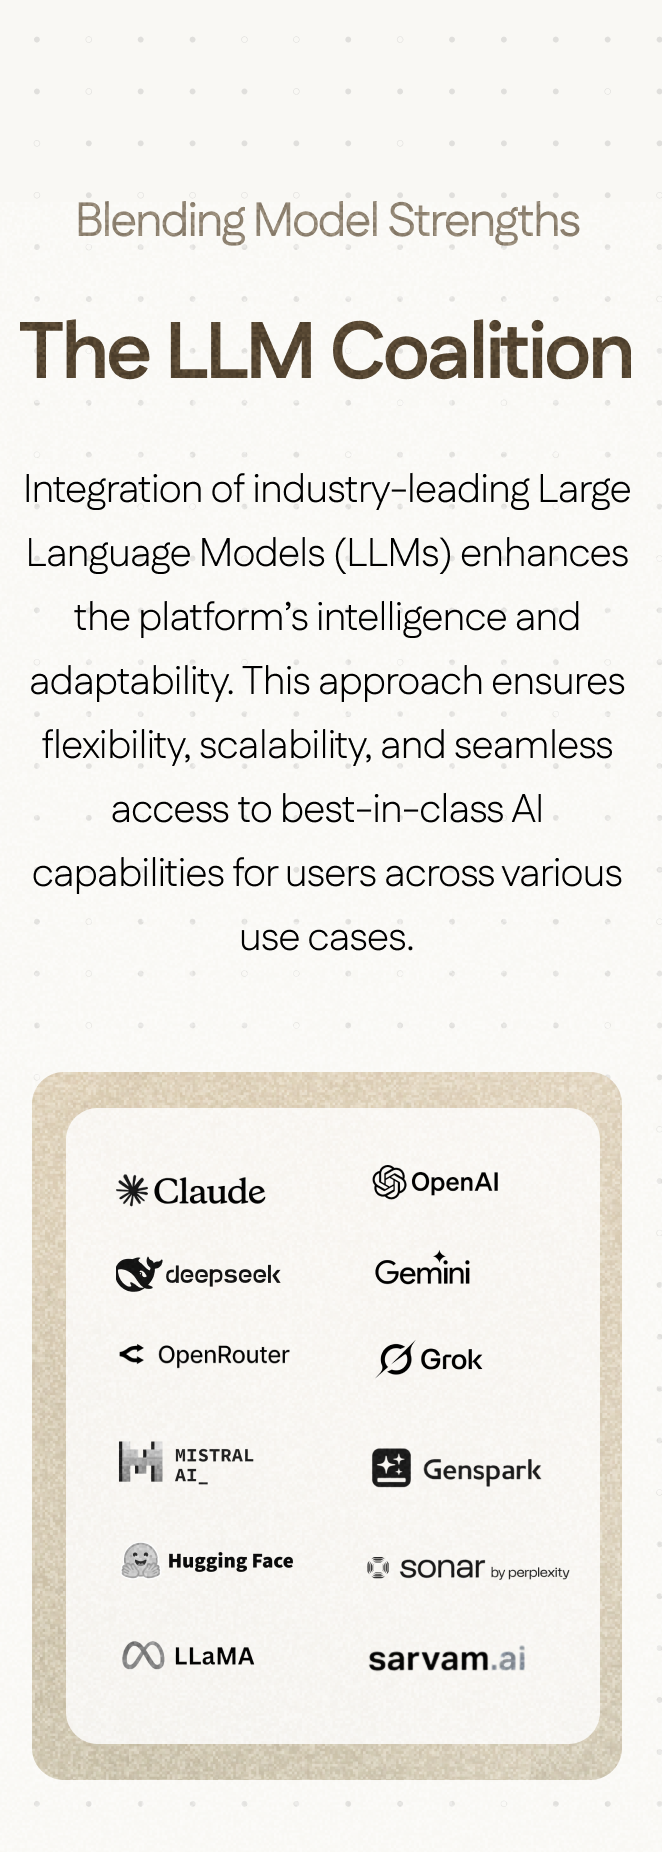 Blending Model Strengths
The LLM Coalition
Integration of industry-leading Large
Language Models (LLMs) enhances
the platform’s intelligence and
adaptability. This approach ensures
flexibility, scalability, and seamless
access to best-in-class AI
capabilities for users across various
use cases.
Claude
OpenAI
deepseek
Gemini
OpenRouter
Grok
MISTRAL
AI_
Genspark
Hugging Face
sonar by perplexity
LLaMA
sarvam.ai